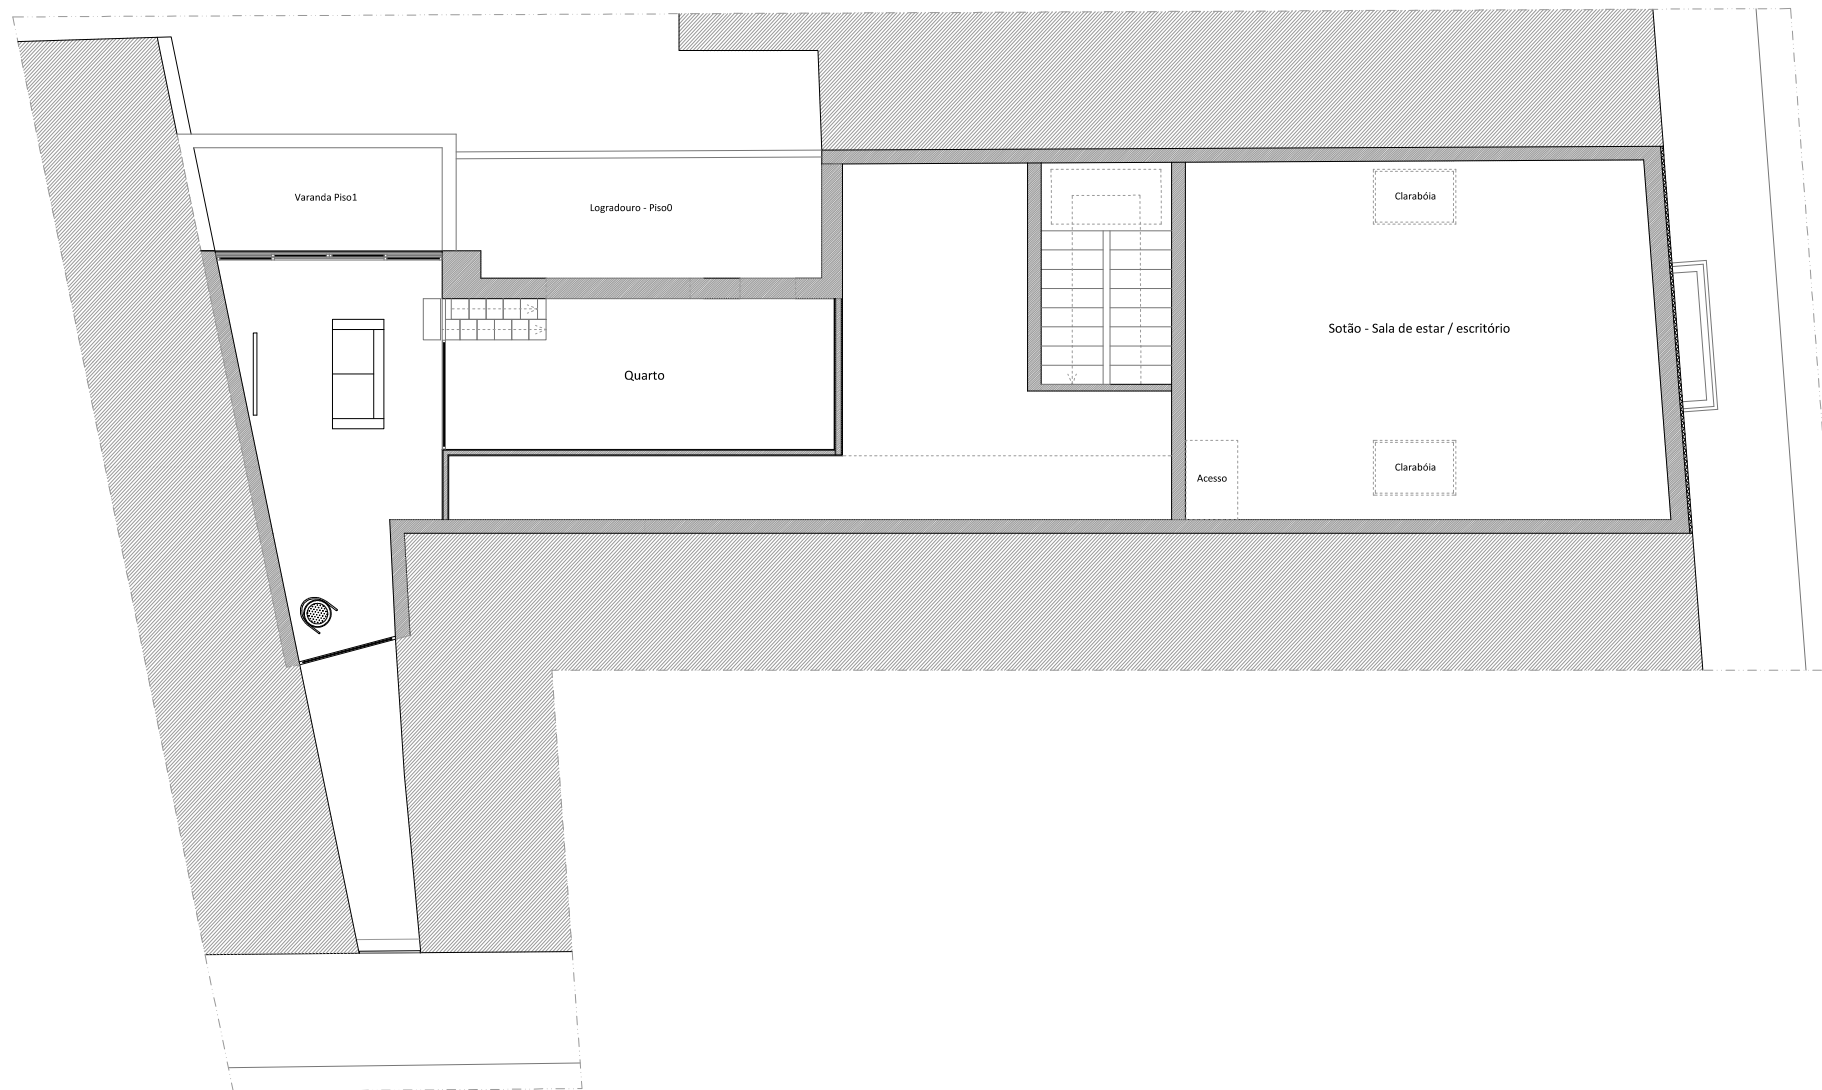 Varanda Piso1
Logradouro - Piso0
Clarabóia
Sotão - Sala de estar / escritório
Quarto
Clarabóia
Acesso